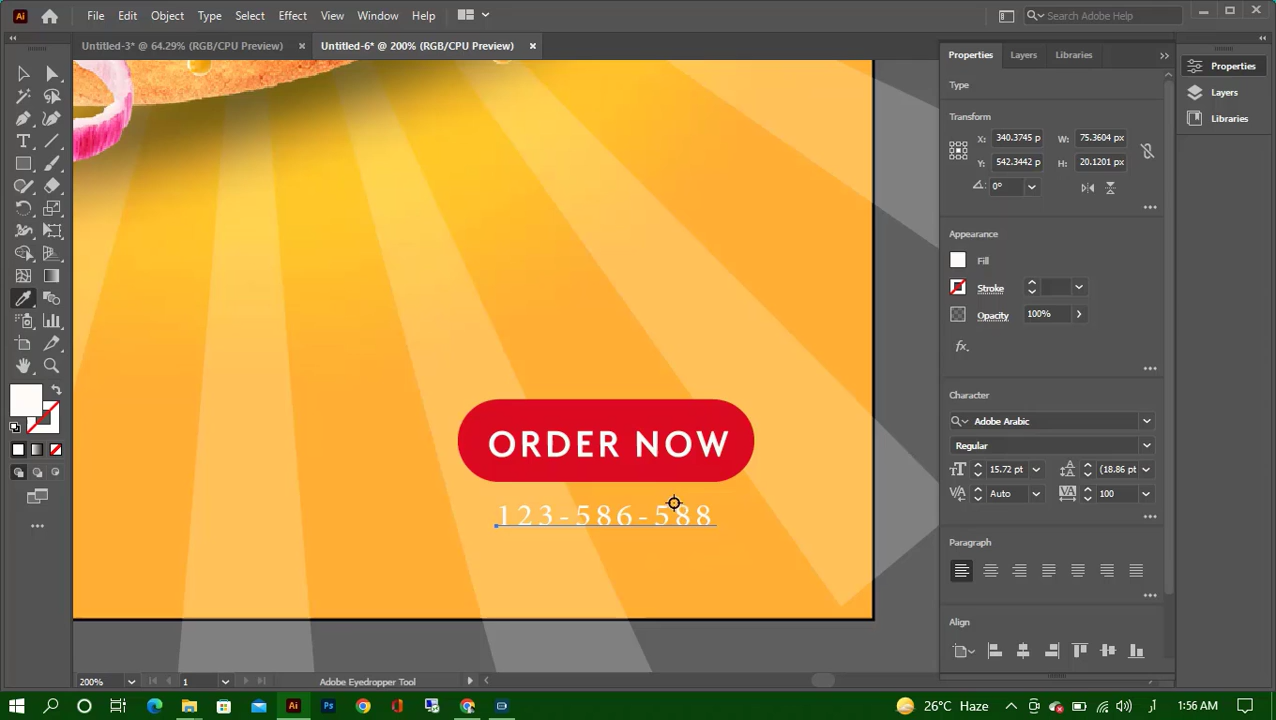 Ai
File Edit Object Type Select Effect View Window Help
Search Adobe Help
Untitled-3* @ 64.29% (RGB/CPU Preview) × Untitled-6* @ 200% (RGB/CPU Preview) ×
Properties Layers Libraries
Properties
Layers
Libraries
Type
Transform
X: 340.3745 p W: 75.3604 px
Y: 542.3442 p H: 20.1201 px
0°
Appearance
Fill
Stroke
Opacity 100%
fx.
Character
Adobe Arabic
Regular
15.72 pt (18.86 pt
Auto 100
Paragraph
Align
ORDER NOW
123-586-588
200% 1 Adobe Eyedropper Tool
Ai Ps 26°C Haze 1:56 AM